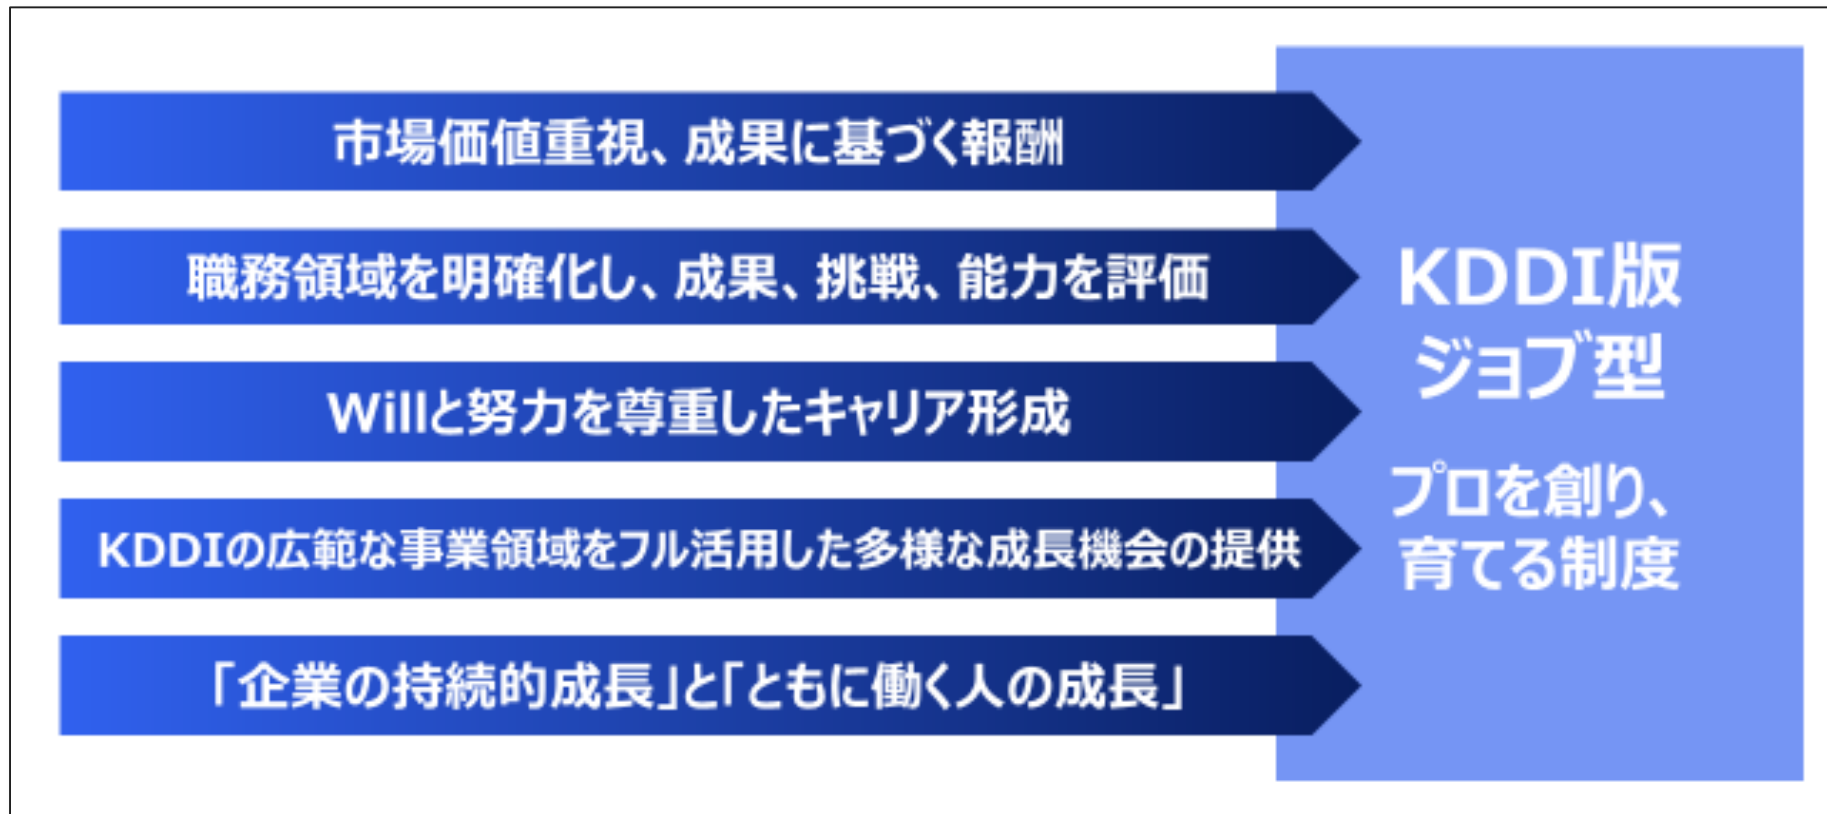 市場価値重視、成果に基づく報酬
職務領域を明確化し、成果、挑戦、能力を評価
Willと努力を尊重したキャリア形成
KDDIの広範な事業領域をフル活用した多様な成長機会の提供
「企業の持続的成長」と「ともに働く人の成長」
KDDI版
ジョブ型
プロを創り、
育てる制度